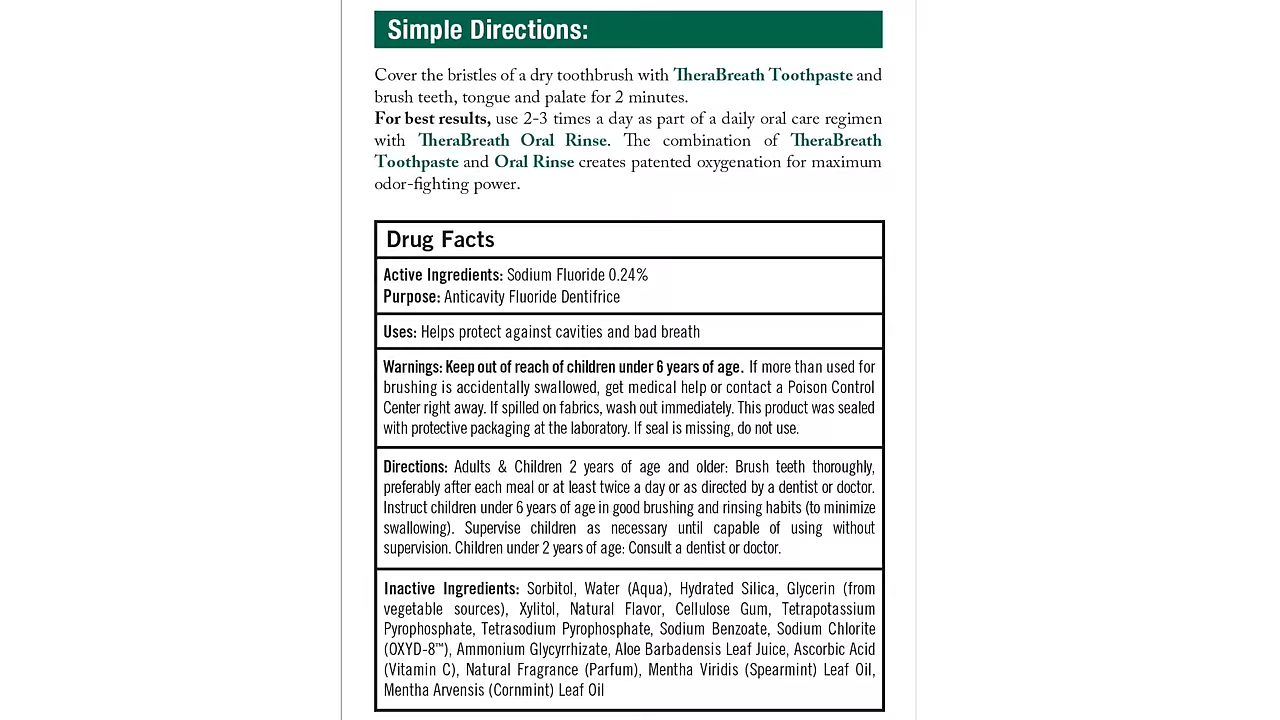 Simple Directions:
Cover the bristles of a dry toothbrush with TheraBreath Toothpaste and
brush teeth, tongue and palate for 2 minutes.
For best results, use 2-3 times a day as part of a daily oral care regimen
with TheraBreath Oral Rinse. The combination of TheraBreath
Toothpaste and Oral Rinse creates patented oxygenation for maximum
odor-fighting power.
Drug Facts
Active Ingredients: Sodium Fluoride 0.24%
Purpose: Anticavity Fluoride Dentifrice
Uses: Helps protect against cavities and bad breath
Warnings: Keep out of reach of children under 6 years of age. If more than used for
brushing is accidentally swallowed, get medical help or contact a Poison Control
Center right away. If spilled on fabrics, wash out immediately. This product was sealed
with protective packaging at the laboratory. If seal is missing, do not use.
Directions: Adults & Children 2 years of age and older: Brush teeth thoroughly,
preferably after each meal or at least twice a day or as directed by a dentist or doctor.
Instruct children under 6 years of age in good brushing and rinsing habits (to minimize
swallowing). Supervise children as necessary until capable of using without
supervision. Children under 2 years of age: Consult a dentist or doctor.
Inactive Ingredients: Sorbitol, Water (Aqua), Hydrated Silica, Glycerin (from
vegetable sources), Xylitol, Natural Flavor, Cellulose Gum, Tetrapotassium
Pyrophosphate, Tetrasodium Pyrophosphate, Sodium Benzoate, Sodium Chlorite
(OXYD-8™), Ammonium Glycyrrhizate, Aloe Barbadensis Leaf Juice, Ascorbic Acid
(Vitamin C), Natural Fragrance (Parfum), Mentha Viridis (Spearmint) Leaf Oil,
Mentha Arvensis (Cornmint) Leaf Oil